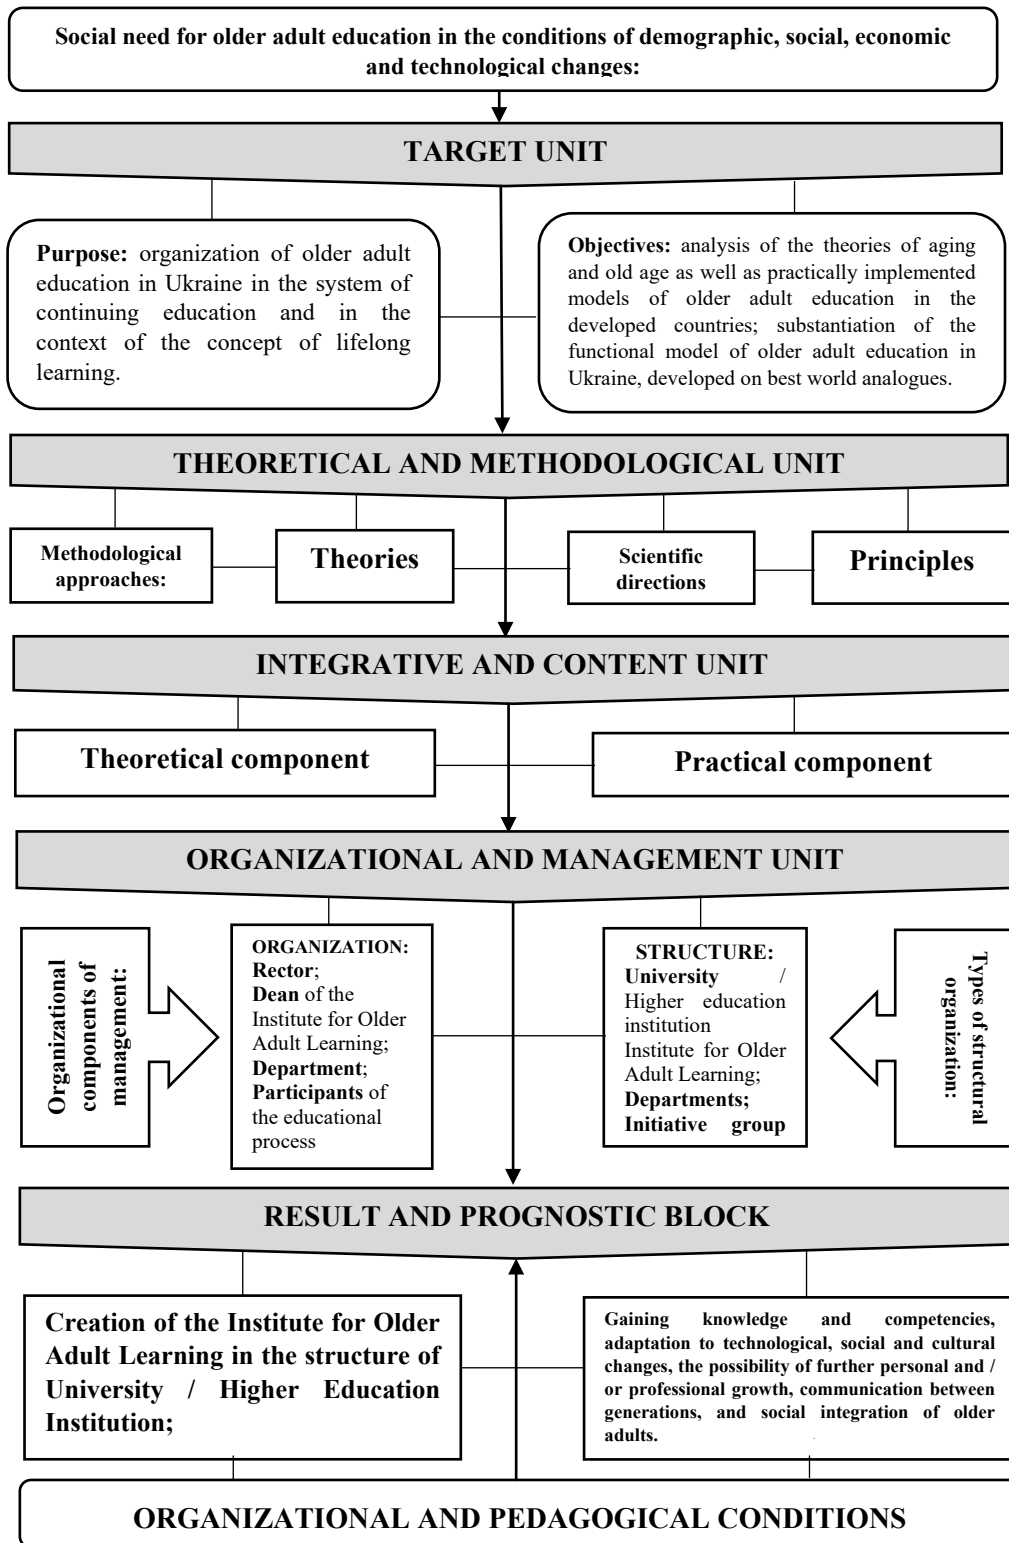 Social need for older adult education in the conditions of demographic, social, economic
and technological changes:
TARGET UNIT
Purpose: organization of older adult
education in Ukraine in the system of
continuing education and in the
context of the concept of lifelong
learning.
Objectives: analysis of the theories of aging
and old age as well as practically implemented
models of older adult education in the
developed countries; substantiation of the
functional model of older adult education in
Ukraine, developed on best world analogues.
THEORETICAL AND METHODOLOGICAL UNIT
Methodological
approaches:
Theories
Scientific
directions
Principles
INTEGRATIVE AND CONTENT UNIT
Theoretical component
Practical component
ORGANIZATIONAL AND MANAGEMENT UNIT
Organizational
components of
management:
ORGANIZATION:
Rector;
Dean of the
Institute for Older
Adult Learning;
Department;
Participants of
the educational
process
STRUCTURE:
University /
Higher education
institution
Institute for Older
Adult Learning;
Departments;
Initiative group
Types of structural
organization:
RESULT AND PROGNOSTIC BLOCK
Creation of the Institute for Older
Adult Learning in the structure of
University / Higher Education
Institution;
Gaining knowledge and competencies,
adaptation to technological, social and cultural
changes, the possibility of further personal and /
or professional growth, communication between
generations, and social integration of older
adults.
ORGANIZATIONAL AND PEDAGOGICAL CONDITIONS